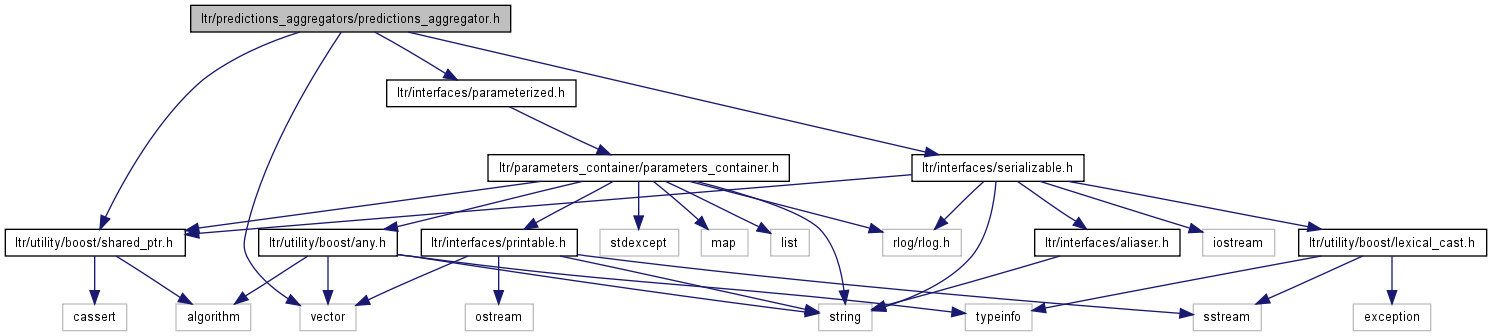 ltr/predictions_aggregators/predictions_aggregator.h
ltr/interfaces/parameterized.h
ltr/parameters_container/parameters_container.h
ltr/interfaces/serializable.h
ltr/utility/boost/shared_ptr.h
ltr/utility/boost/any.h
ltr/interfaces/printable.h
stdexcept
map
list
rlog/rlog.h
ltr/interfaces/aliaser.h
iostream
ltr/utility/boost/lexical_cast.h
cassert
algorithm
vector
ostream
string
typeinfo
sstream
exception